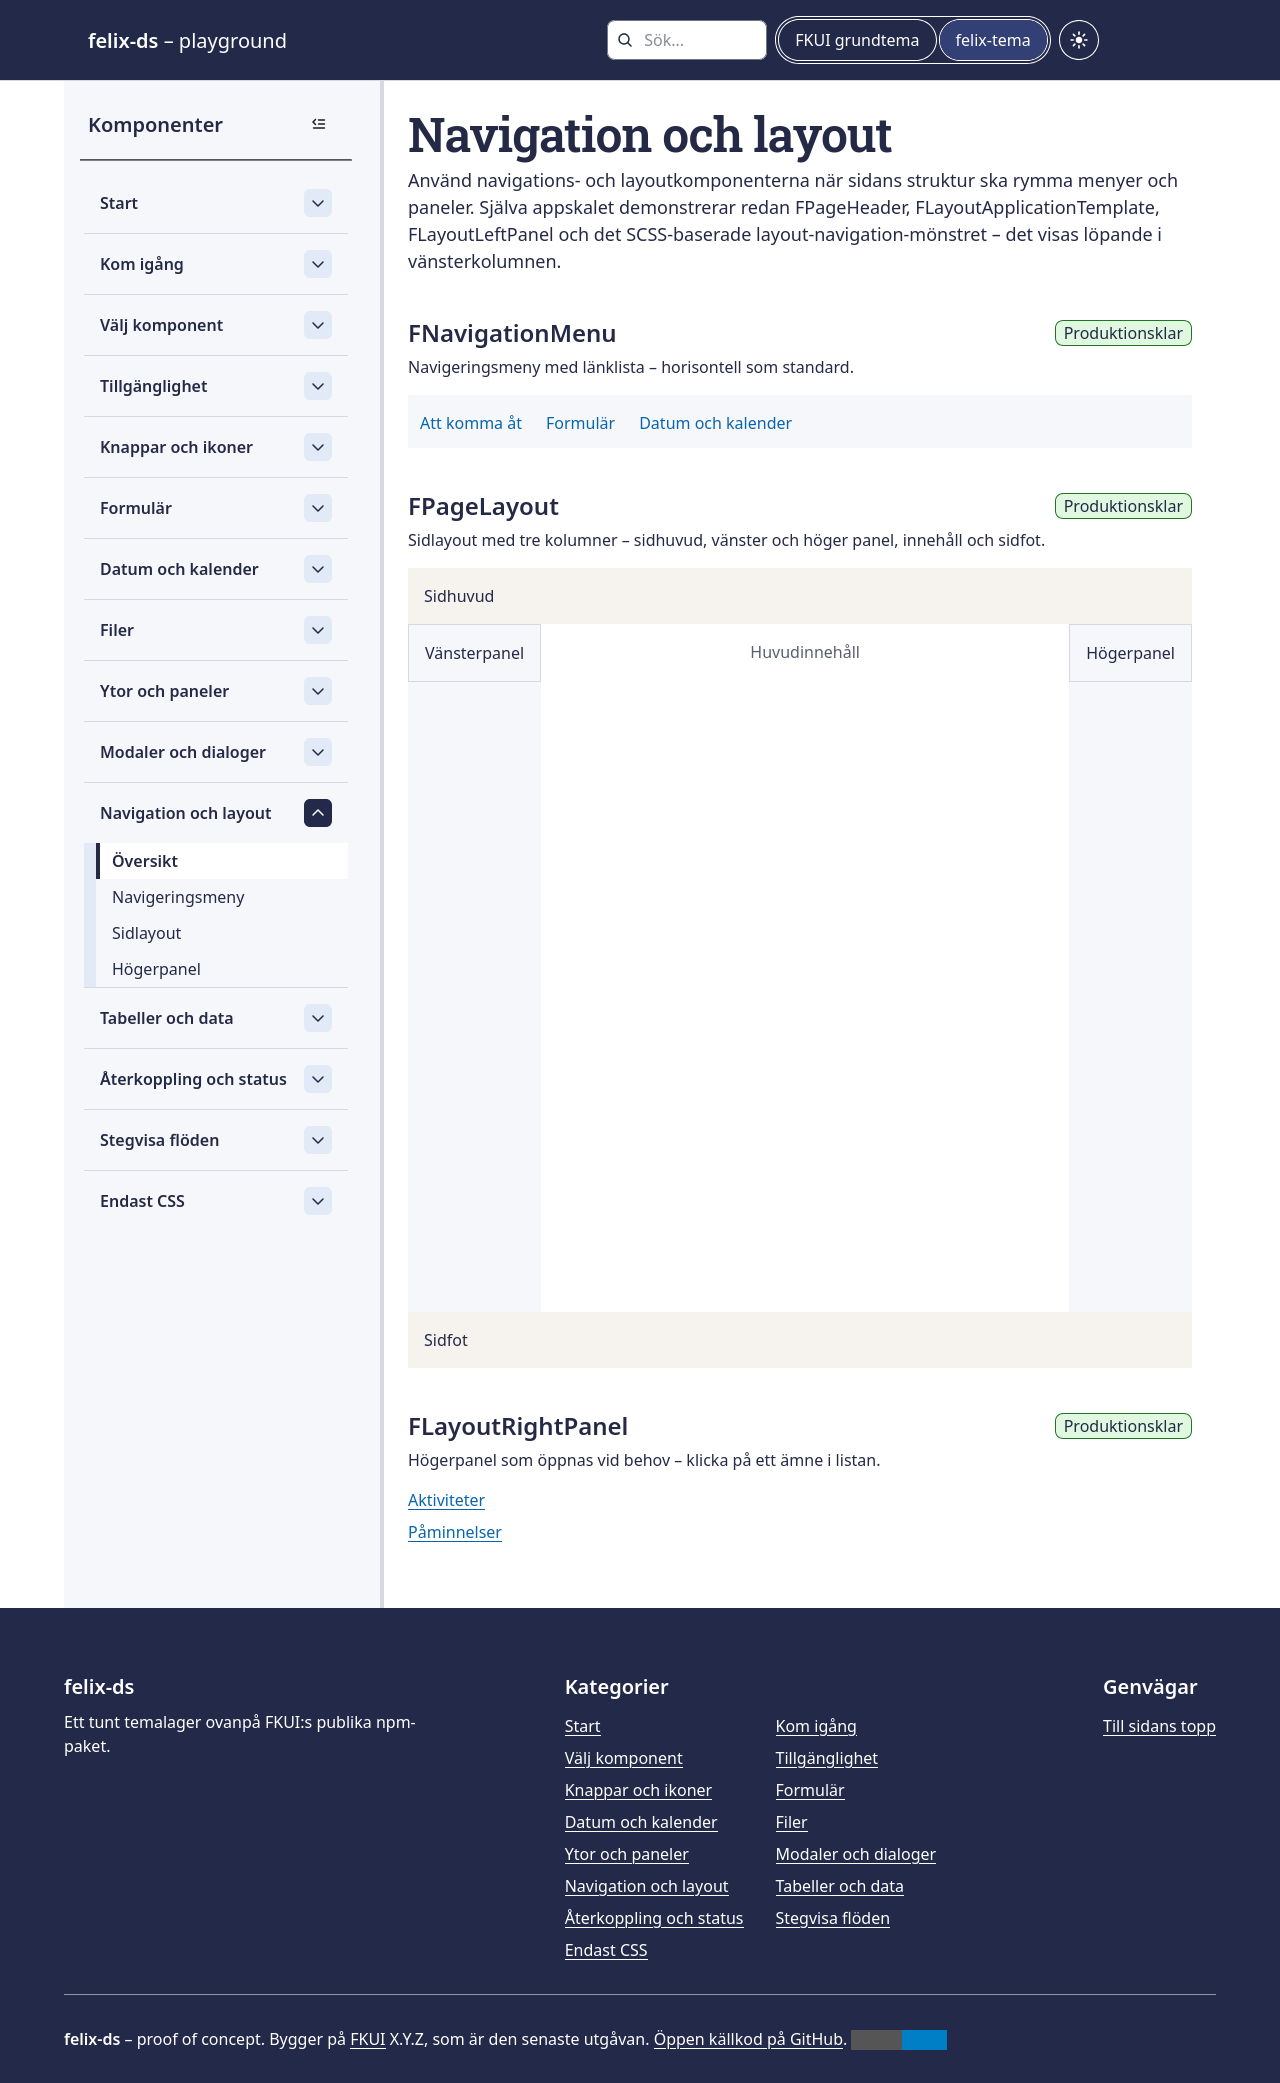 felix-ds – playground
Sök...
FKUI grundtema
felix-tema
Komponenter
Start
Kom igång
Välj komponent
Tillgänglighet
Knappar och ikoner
Formulär
Datum och kalender
Filer
Ytor och paneler
Modaler och dialoger
Navigation och layout
Översikt
Navigeringsmeny
Sidlayout
Högerpanel
Tabeller och data
Återkoppling och status
Stegvisa flöden
Endast CSS
Navigation och layout
Använd navigations- och layoutkomponenterna när sidans struktur ska rymma menyer och
paneler. Själva appskalet demonstrerar redan FPageHeader, FLayoutApplicationTemplate,
FLayoutLeftPanel och det SCSS-baserade layout-navigation-mönstret – det visas löpande i
vänsterkolumnen.
FNavigationMenu
Produktionsklar
Navigeringsmeny med länklista – horisontell som standard.
Att komma åt
Formulär
Datum och kalender
FPageLayout
Produktionsklar
Sidlayout med tre kolumner – sidhuvud, vänster och höger panel, innehåll och sidfot.
Sidhuvud
Vänsterpanel
Huvudinnehåll
Högerpanel
Sidfot
FLayoutRightPanel
Produktionsklar
Högerpanel som öppnas vid behov – klicka på ett ämne i listan.
Aktiviteter
Påminnelser
felix-ds
Ett tunt temalager ovanpå FKUI:s publika npm-
paket.
Kategorier
Start
Kom igång
Välj komponent
Tillgänglighet
Knappar och ikoner
Formulär
Datum och kalender
Filer
Ytor och paneler
Modaler och dialoger
Navigation och layout
Tabeller och data
Återkoppling och status
Stegvisa flöden
Endast CSS
Genvägar
Till sidans topp
felix-ds – proof of concept. Bygger på FKUI X.Y.Z, som är den senaste utgåvan. Öppen källkod på GitHub.